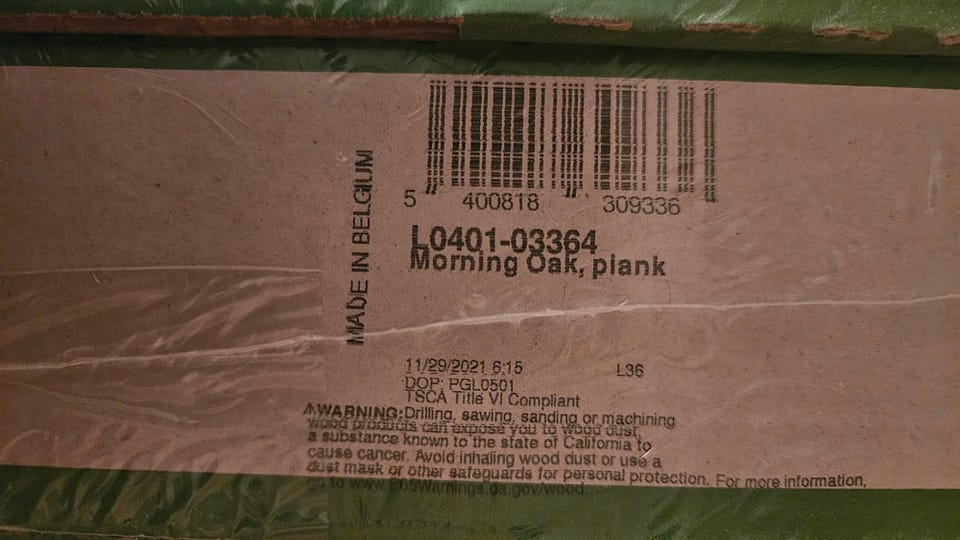 5 400818 309336
MADE IN BELGIUM
L0401-03364
Morning Oak, plank
11/29/2021 6:15 L36
DOP: PGL0501
TSCA Title VI Compliant
⚠WARNING: Drilling, sawing, sanding or machining
wood products can expose you to wood dust,
a substance known to the state of California to
cause cancer. Avoid inhaling wood dust or use a
dust mask or other safeguards for personal protection. For more information,
go to www.P65Warnings.ca.gov/wood.